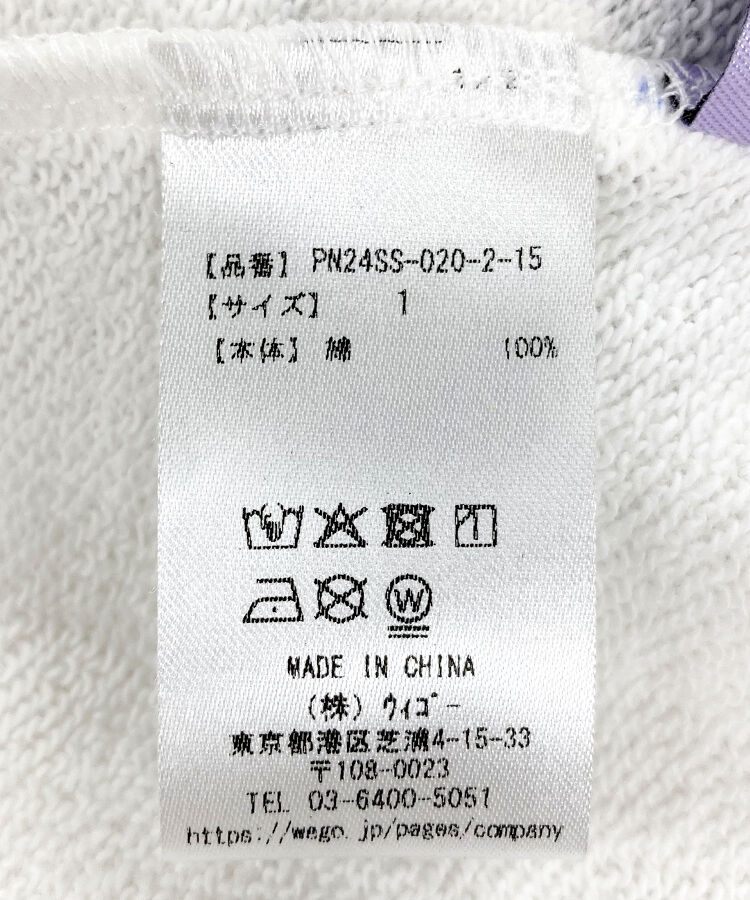 1/2
【品番】 PN24SS-020-2-15
【サイズ】 1
【本体】 綿 100%
W
MADE IN CHINA
(株) ウィゴー
東京都港区芝浦4-15-33
〒108-0023
TEL 03-6400-5051
https://wego.jp/pages/company